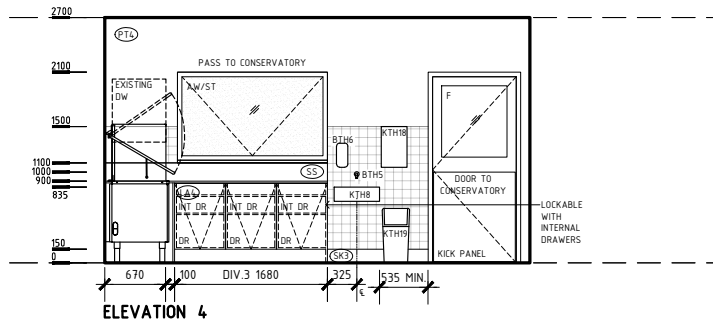 2700
PT4
PASS TO CONSERVATORY
2100
EXISTING
DW
AW/ST
F
1500
KTH18
BTH6
1100
1000
900
835
SS
BTH5
DOOR TO
CONSERVATORY
KTH8
INT DR
INT DR
INT DR
LOCKABLE
WITH
INTERNAL
DRAWERS
KTH19
DR
DR
DR
150
0
SK3
KICK PANEL
670
100
DIV.3 1680
325
535 MIN.
ELEVATION 4